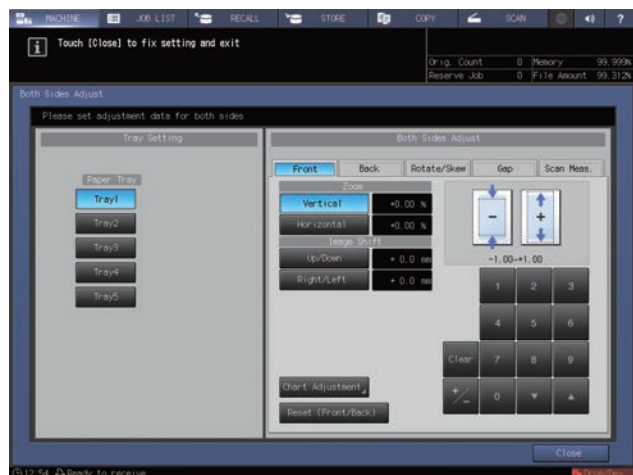 MACHINE JOB LIST RECALL STORE COPY SCAN ?
i Touch [Close] to fix setting and exit
Orig. Count 0 Memory 99.999%
Reserve Job 0 File Amount 99.312%
Both Sides Adjust
Please set adjustment data for both sides
Tray Setting
Both Sides Adjust
Paper Tray
Tray1
Tray2
Tray3
Tray4
Tray5
Front Back Rotate/Skew Gap Scan Meas.
Zoom
Vertical +0.00 %
Horizontal +0.00 %
Image Shift
Up/Down + 0.0 mm
Right/Left + 0.0 mm
- +
-1.00~+1.00
1 2 3
4 5 6
Clear 7 8 9
+/- 0 ▼ ▲
Chart Adjustment
Reset (Front/Back)
Close
12:54 Ready to receive